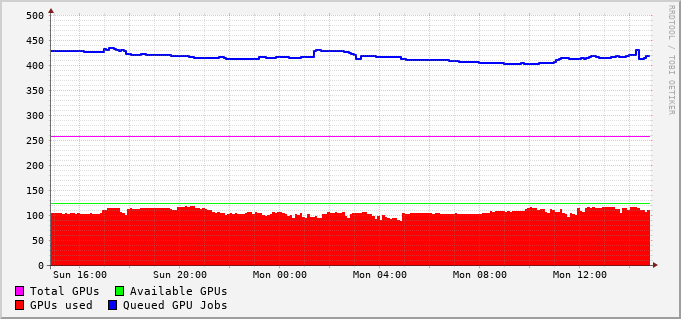 500
450
400
350
300
250
200
150
100
50
0
Sun 16:00 Sun 20:00 Mon 00:00 Mon 04:00 Mon 08:00 Mon 12:00
Total GPUs Available GPUs
GPUs used Queued GPU Jobs
RRDTOOL / TOBI OETIKER